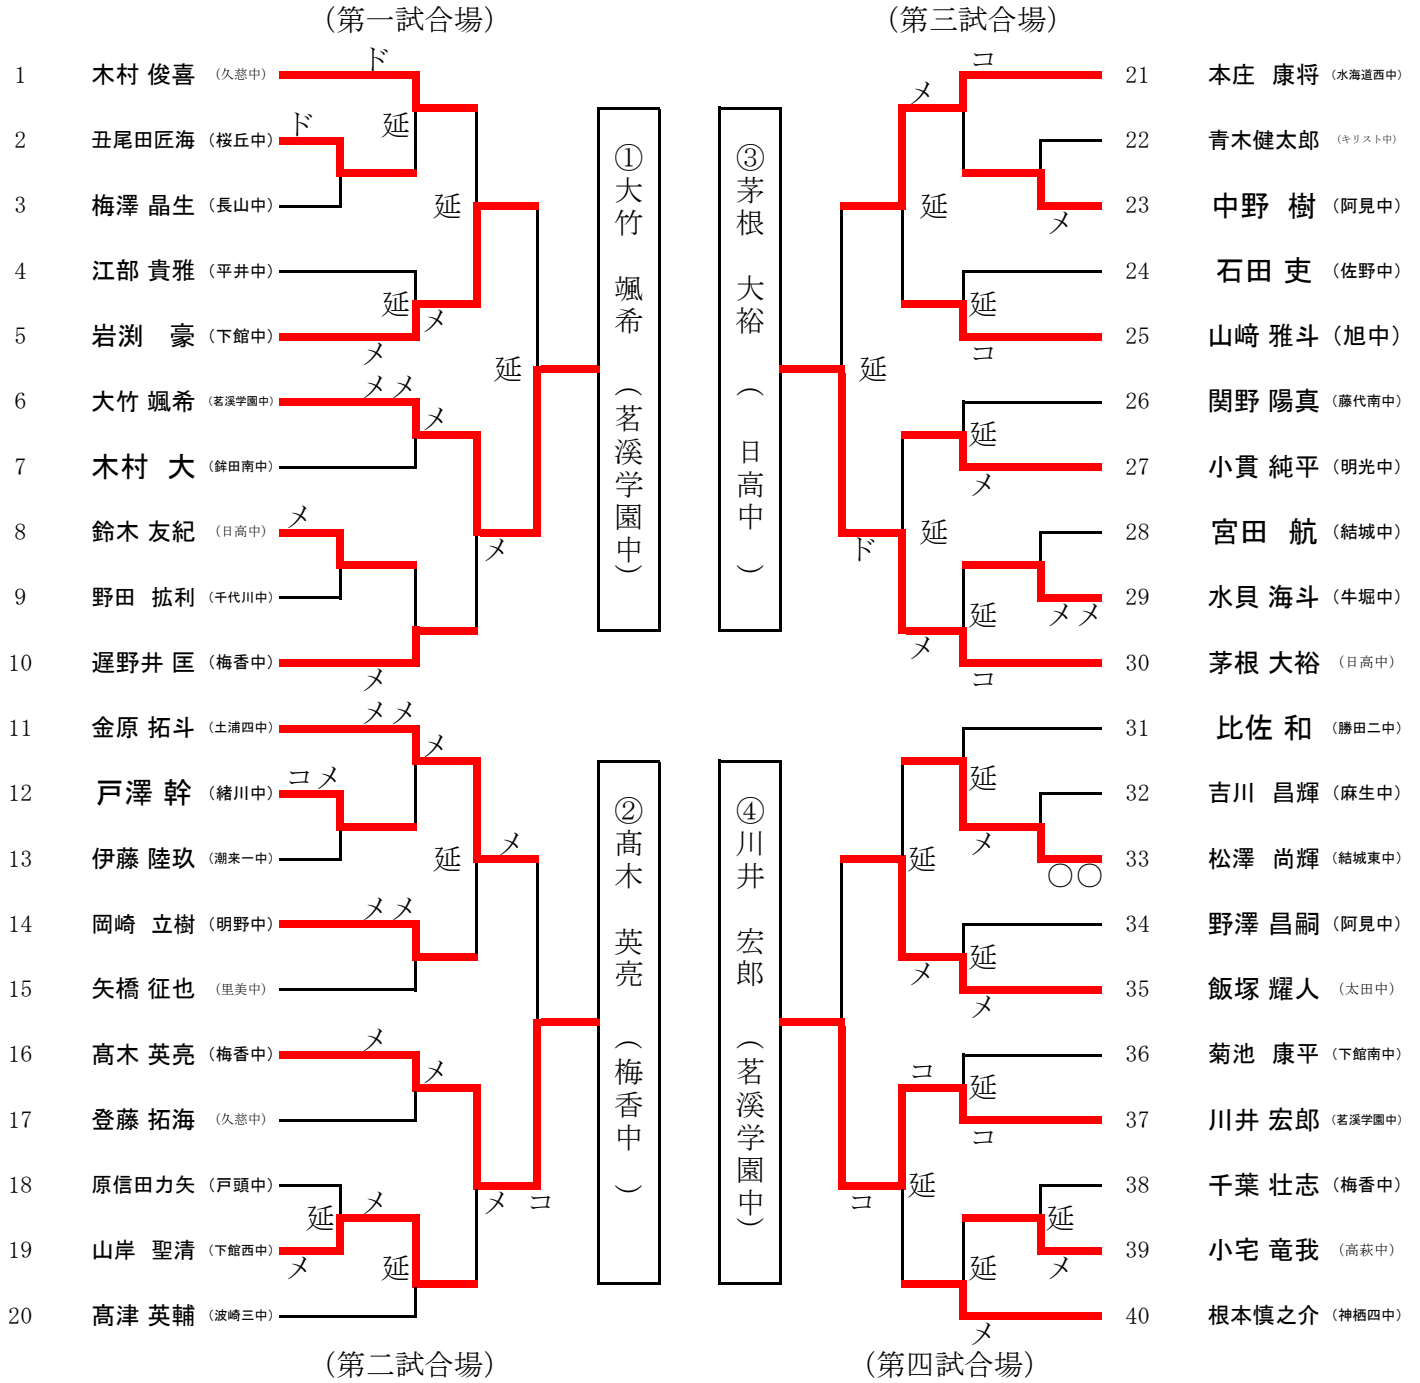 (第一試合場)
1 木村 俊喜 (久慈中)
2 丑尾田匠海 (桜丘中)
3 梅澤 晶生 (長山中)
4 江部 貴雅 (平井中)
5 岩渕 豪 (下館中)
6 大竹 颯希 (茗溪学園中)
7 木村 大 (鉾田南中)
8 鈴木 友紀 (日高中)
9 野田 拡利 (千代川中)
10 遅野井 匡 (梅香中)
ド
ド
延
延
延
メ
メ
メ メ
メ
延
メ
メ
メ
①大竹 颯希 (茗溪学園中)
11 金原 拓斗 (土浦四中)
12 戸澤 幹 (緒川中)
13 伊藤 陸玖 (潮来一中)
14 岡崎 立樹 (明野中)
15 矢橋 征也 (里美中)
16 髙木 英亮 (梅香中)
17 登藤 拓海 (久慈中)
18 原信田力矢 (戸頭中)
19 山岸 聖清 (下館西中)
20 髙津 英輔 (波崎三中)
メ メ
メ
コ メ
延
メ
メ メ
メ
メ
メ
延
メ
延
メ
コ
②髙木 英亮 (梅香中)
(第二試合場)
(第三試合場)
21 本庄 康将 (水海道西中)
22 青木健太郎 (キリスト中)
23 中野 樹 (阿見中)
24 石田 吏 (佐野中)
25 山﨑 雅斗 (旭中)
26 関野 陽真 (藤代南中)
27 小貫 純平 (明光中)
28 宮田 航 (結城中)
29 水貝 海斗 (牛堀中)
30 茅根 大裕 (日高中)
コ
メ
延
メ
延
コ
延
延
メ
延
ド
延
メ メ
メ
コ
③茅根 大裕 (日高中)
31 比佐 和 (勝田二中)
32 吉川 昌輝 (麻生中)
33 松澤 尚輝 (結城東中)
34 野澤 昌嗣 (阿見中)
35 飯塚 耀人 (太田中)
36 菊池 康平 (下館南中)
37 川井 宏郎 (茗溪学園中)
38 千葉 壮志 (梅香中)
39 小宅 竜我 (高萩中)
40 根本慎之介 (神栖四中)
延
メ
延
〇〇
延
メ
メ
コ
延
コ
コ
延
延
延
メ
メ
④川井 宏郎 (茗溪学園中)
(第四試合場)